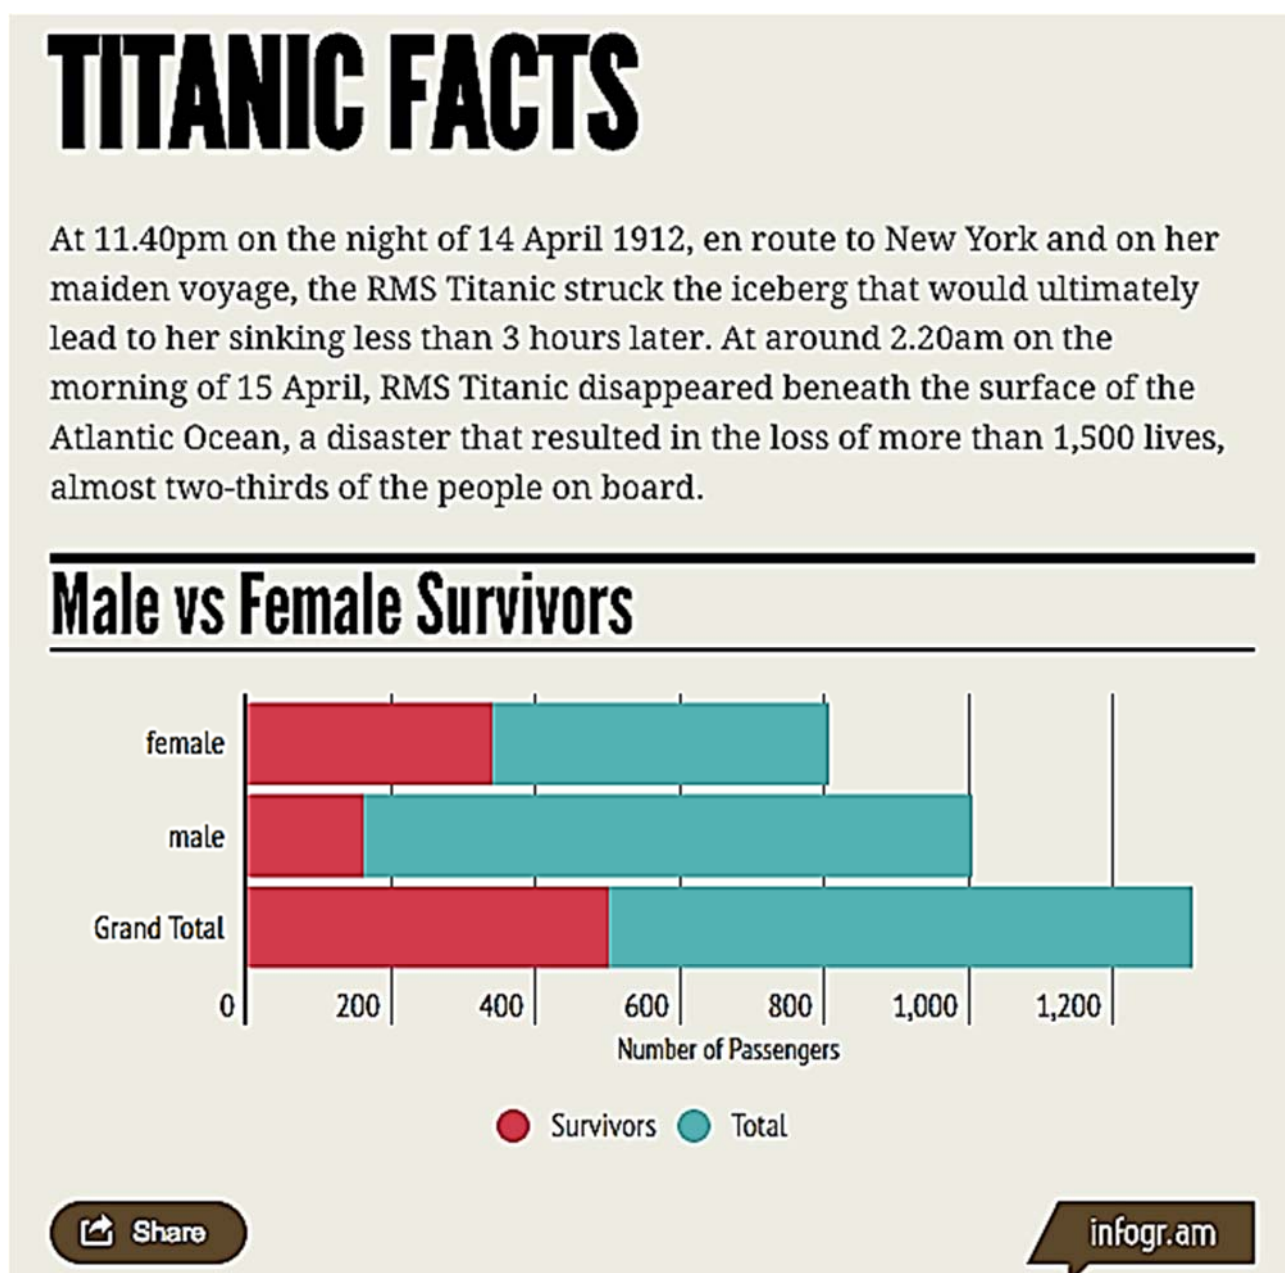 TITANIC FACTS
At 11.40pm on the night of 14 April 1912, en route to New York and on her
maiden voyage, the RMS Titanic struck the iceberg that would ultimately
lead to her sinking less than 3 hours later. At around 2.20am on the
morning of 15 April, RMS Titanic disappeared beneath the surface of the
Atlantic Ocean, a disaster that resulted in the loss of more than 1,500 lives,
almost two-thirds of the people on board.
Male vs Female Survivors
female
male
Grand Total
0 200 400 600 800 1,000 1,200
Number of Passengers
Survivors Total
Share infogr.am